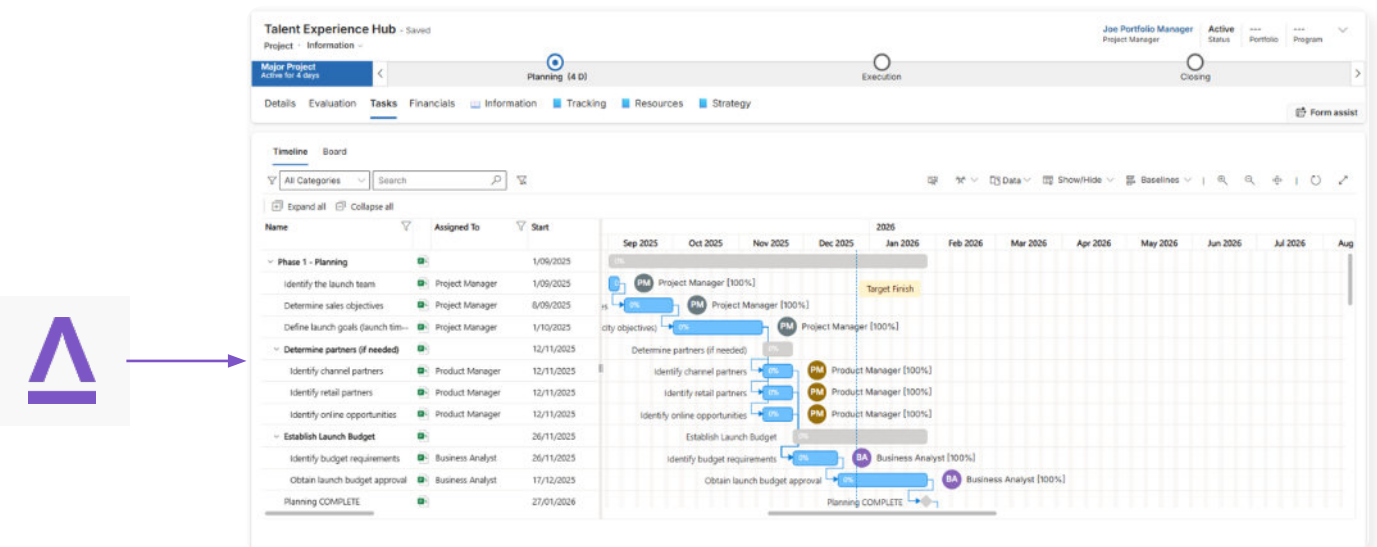 Talent Experience Hub - Saved
Project · Information
Joe Portfolio Manager
Project Manager
Active
Status
---
Portfolio
---
Program
Major Project
Active for 4 days
Planning (4 D)
Execution
Closing
Details Evaluation Tasks Financials Information Tracking Resources Strategy
Form assist
Timeline Board
All Categories Search
Data Show/Hide Baselines
Expand all Collapse all
Name Assigned To Start
2026
Sep 2025 Oct 2025 Nov 2025 Dec 2025 Jan 2026 Feb 2026 Mar 2026 Apr 2026 May 2026 Jun 2026 Jul 2026 Aug
Phase 1 - Planning 1/09/2025 0%
Identify the launch team Project Manager 1/09/2025 PM Project Manager [100%]
Target Finish
Determine sales objectives Project Manager 8/09/2025 es 0% PM Project Manager [100%]
Define launch goals (launch tim... Project Manager 1/10/2025 city objectives) 0% PM Project Manager [100%]
Determine partners (if needed) 12/11/2025 Determine partners (if needed) 0%
Identify channel partners Product Manager 12/11/2025 Identify channel partners 0% PM Product Manager [100%]
Identify retail partners Product Manager 12/11/2025 Identify retail partners 0% PM Product Manager [100%]
Identify online opportunities Product Manager 12/11/2025 Identify online opportunities 0% PM Product Manager [100%]
Establish Launch Budget 26/11/2025 Establish Launch Budget 0%
Identify budget requirements Business Analyst 26/11/2025 Identify budget requirements 0% BA Business Analyst [100%]
Obtain launch budget approval Business Analyst 17/12/2025 Obtain launch budget approval 0% BA Business Analyst [100%]
Planning COMPLETE 27/01/2026 Planning COMPLETE